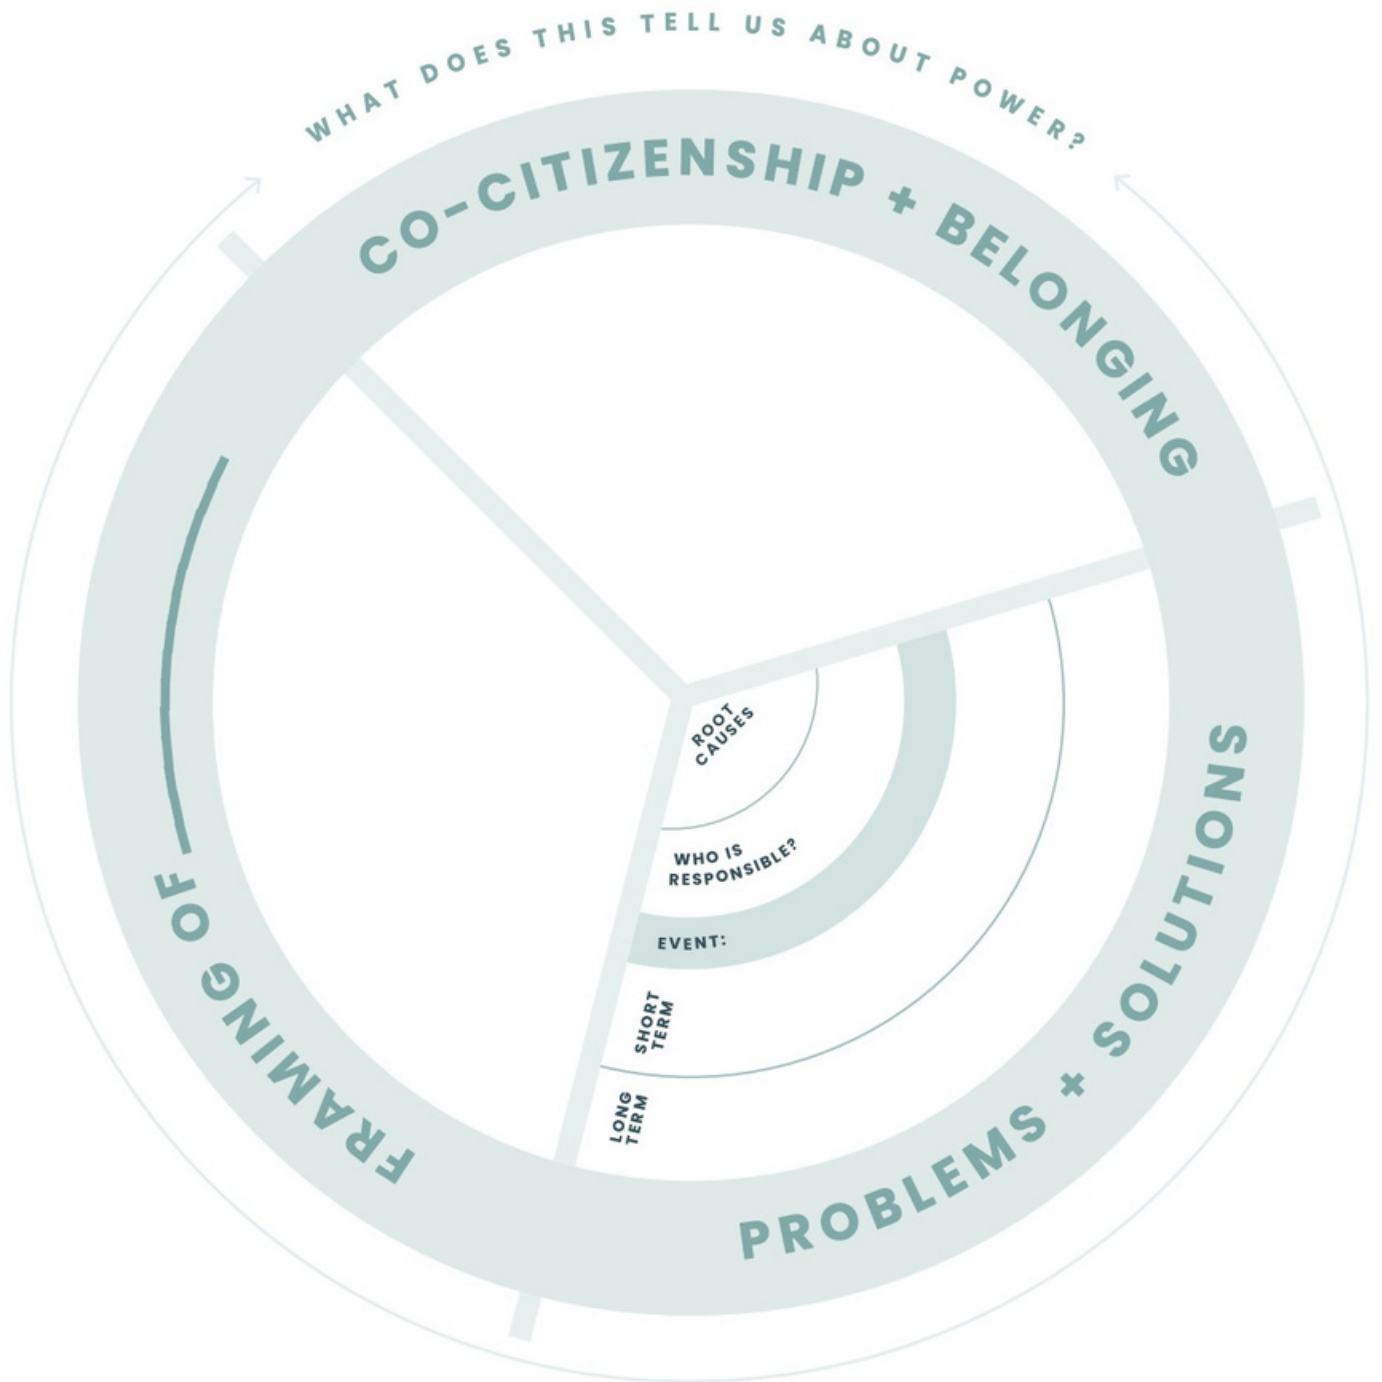 WHAT DOES THIS TELL US ABOUT POWER?
CO-CITIZENSHIP + BELONGING
ROOT
CAUSES
WHO IS
RESPONSIBLE?
EVENT:
SHORT
TERM
LONG
TERM
PROBLEMS + SOLUTIONS
FRAMING OF